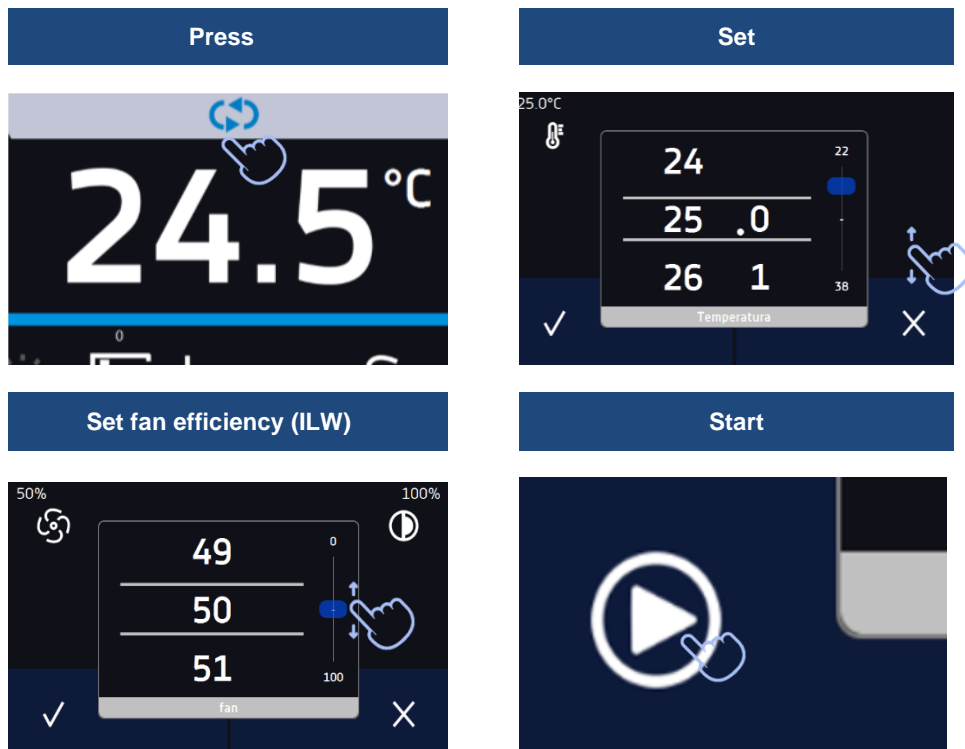 Press
Set
24.5°C
0
25.0°C
24
25 .0
26 1
22
-
38
Temperatura
Set fan efficiency (ILW)
Start
50%
100%
49
50
51
0
-
100
fan